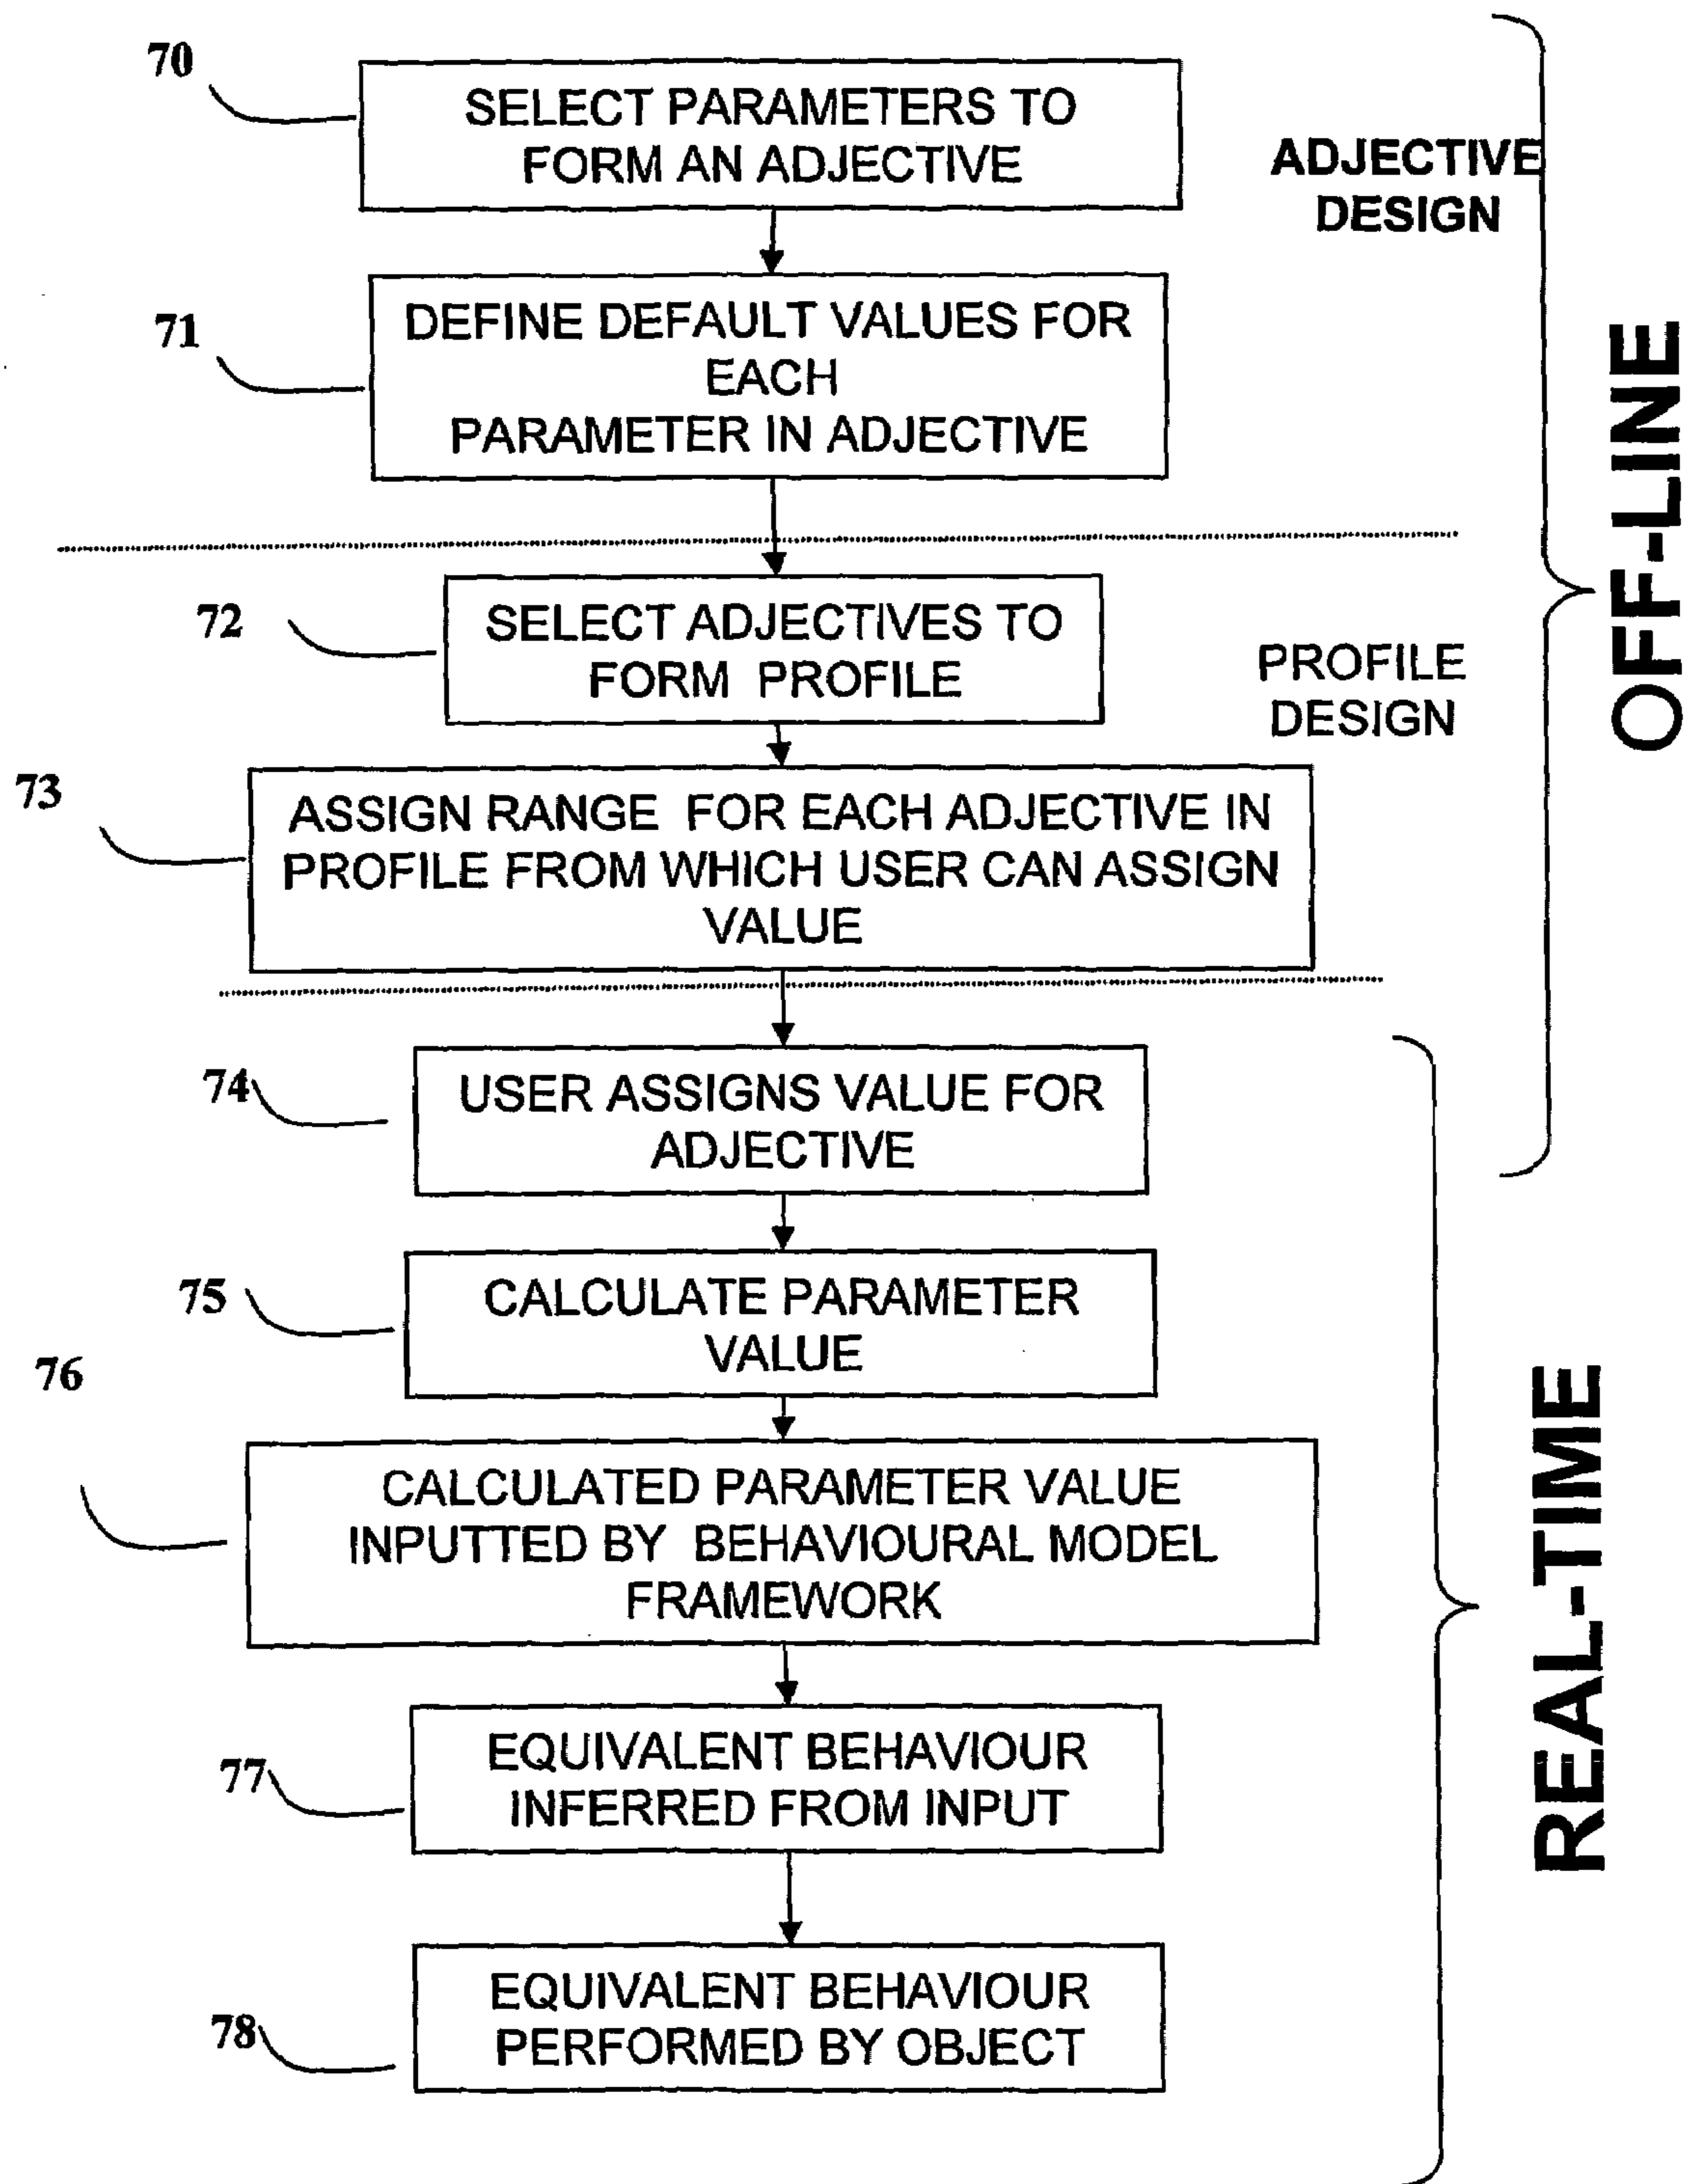 70
SELECT PARAMETERS TO
FORM AN ADJECTIVE
ADJECTIVE
DESIGN
71
DEFINE DEFAULT VALUES FOR
EACH
PARAMETER IN ADJECTIVE
OFF-LINE
72
SELECT ADJECTIVES TO
FORM PROFILE
PROFILE
DESIGN
73
ASSIGN RANGE FOR EACH ADJECTIVE IN
PROFILE FROM WHICH USER CAN ASSIGN
VALUE
74
USER ASSIGNS VALUE FOR
ADJECTIVE
75
CALCULATE PARAMETER
VALUE
76
CALCULATED PARAMETER VALUE
INPUTTED BY BEHAVIOURAL MODEL
FRAMEWORK
REAL-TIME
77
EQUIVALENT BEHAVIOUR
INFERRED FROM INPUT
78
EQUIVALENT BEHAVIOUR
PERFORMED BY OBJECT